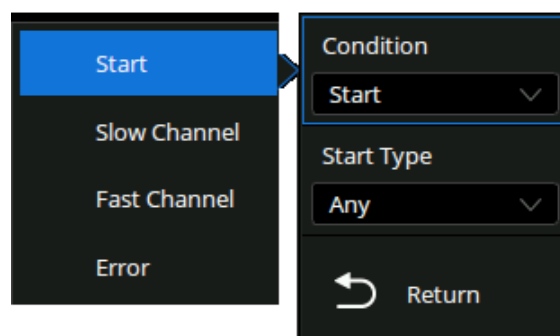 Start
Slow Channel
Fast Channel
Error
Condition
Start
Start Type
Any
Return